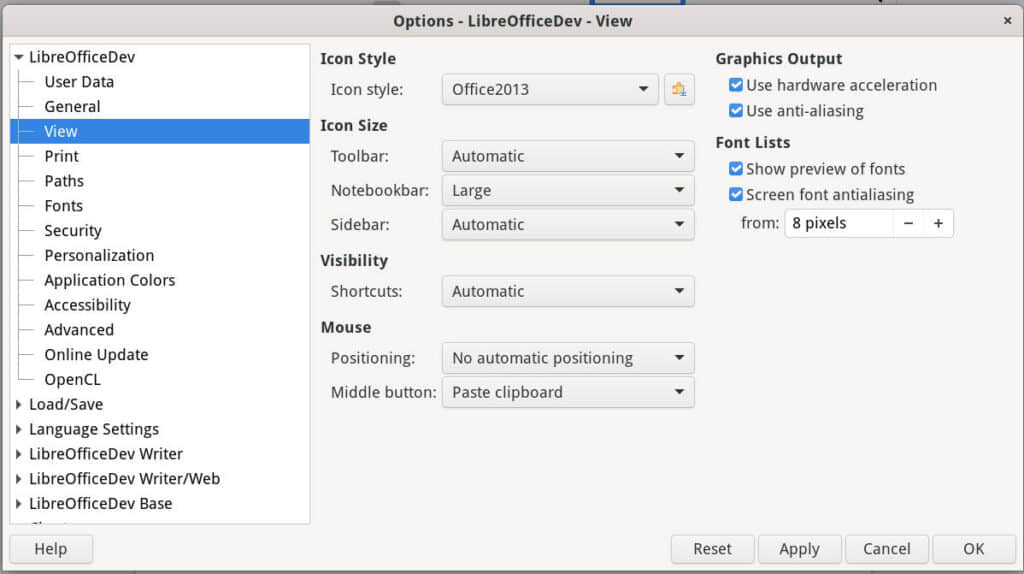 Options - LibreOfficeDev - View
LibreOfficeDev
User Data
General
View
Print
Paths
Fonts
Security
Personalization
Application Colors
Accessibility
Advanced
Online Update
OpenCL
Load/Save
Language Settings
LibreOfficeDev Writer
LibreOfficeDev Writer/Web
LibreOfficeDev Base
Icon Style
Icon style: Office2013
Icon Size
Toolbar: Automatic
Notebookbar: Large
Sidebar: Automatic
Visibility
Shortcuts: Automatic
Mouse
Positioning: No automatic positioning
Middle button: Paste clipboard
Graphics Output
Use hardware acceleration
Use anti-aliasing
Font Lists
Show preview of fonts
Screen font antialiasing
from: 8 pixels − +
Help Reset Apply Cancel OK